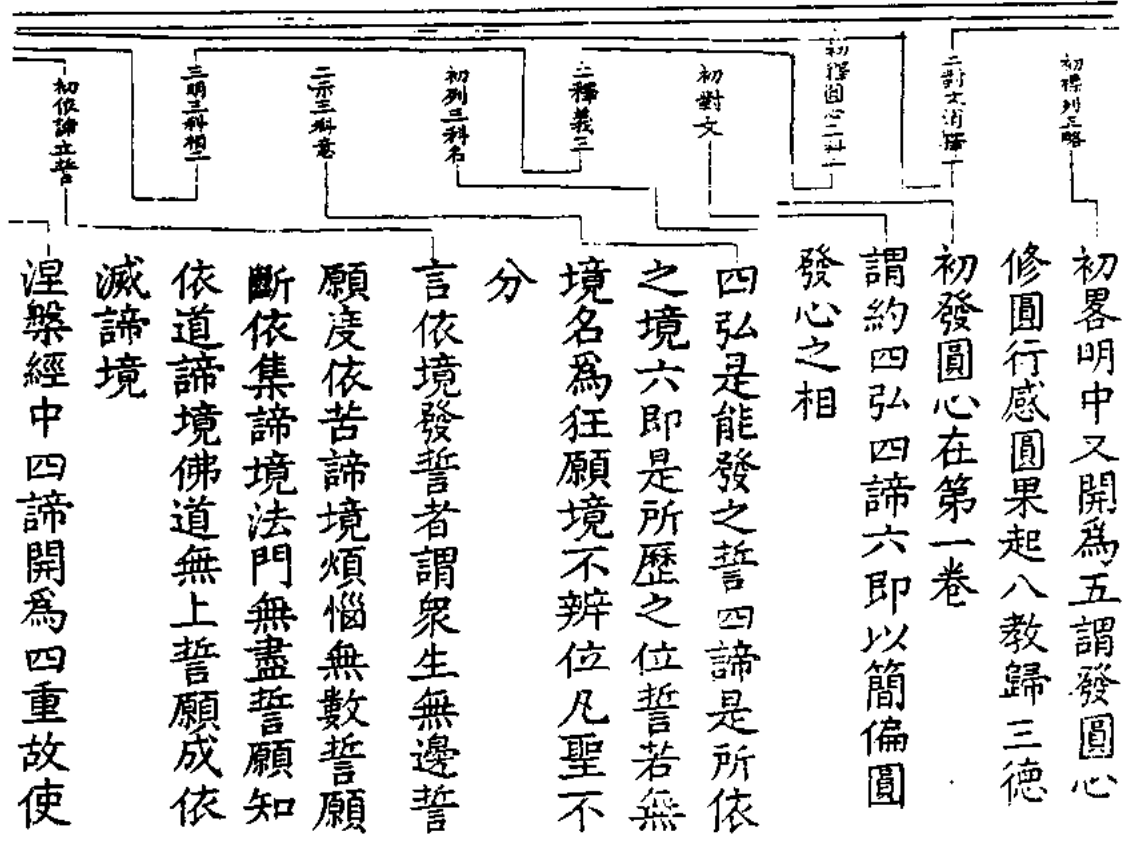 初標列五略
二對文消釋二
初釋圓心二科二
初對文
二釋義三
初列三科名
二示三科意
三明三科相二
初依諦立誓
初畧明中又開爲五謂發圓心
修圓行感圓果起八教歸三德
初發圓心在第一卷
謂約四弘四諦六即以簡偏圓
發心之相
四弘是能發之誓四諦是所依
之境六即是所歷之位誓若無
境名爲狂願境不辨位凡聖不
分
言依境發誓者謂衆生無邊誓
願度依苦諦境煩惱無數誓願
斷依集諦境法門無盡誓願知
依道諦境佛道無上誓願成依
滅諦境
涅槃經中四諦開爲四重故使